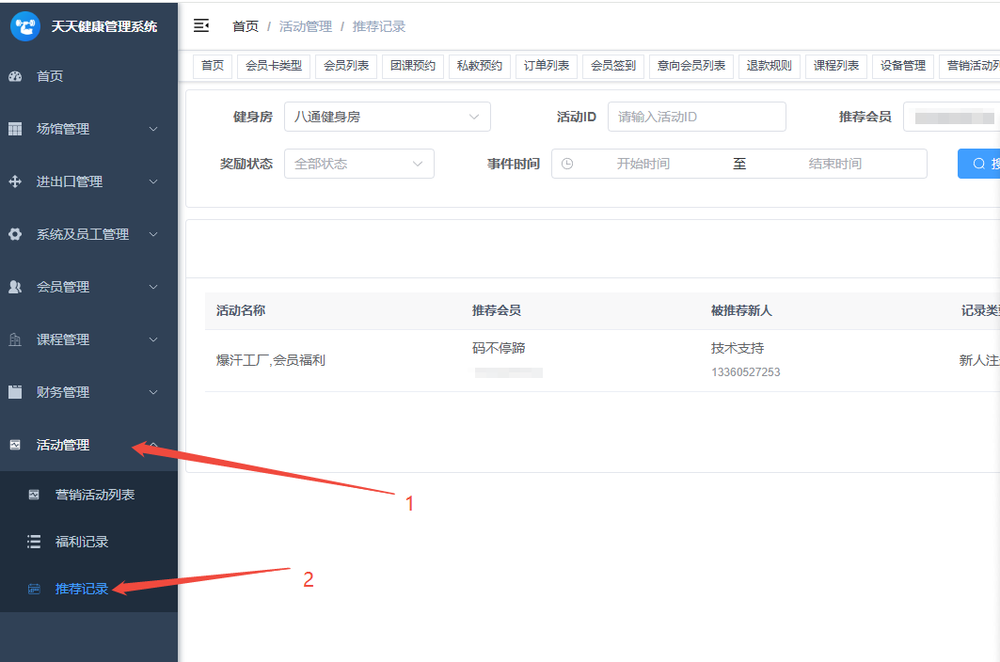 天天健康管理系统
首页 / 活动管理 / 推荐记录
首页
场馆管理
进出口管理
系统及员工管理
会员管理
课程管理
财务管理
活动管理
营销活动列表
福利记录
推荐记录
1
2
首页 会员卡类型 会员列表 团课预约 私教预约 订单列表 会员签到 意向会员列表 退款规则 课程列表 设备管理 营销活动列
健身房 八通健身房 活动ID 请输入活动ID 推荐会员
奖励状态 全部状态 事件时间 开始时间 至 结束时间 搜
活动名称 推荐会员 被推荐新人 记录类型
爆汗工厂,会员福利 码不停蹄 技术支持 新人注
13360527253